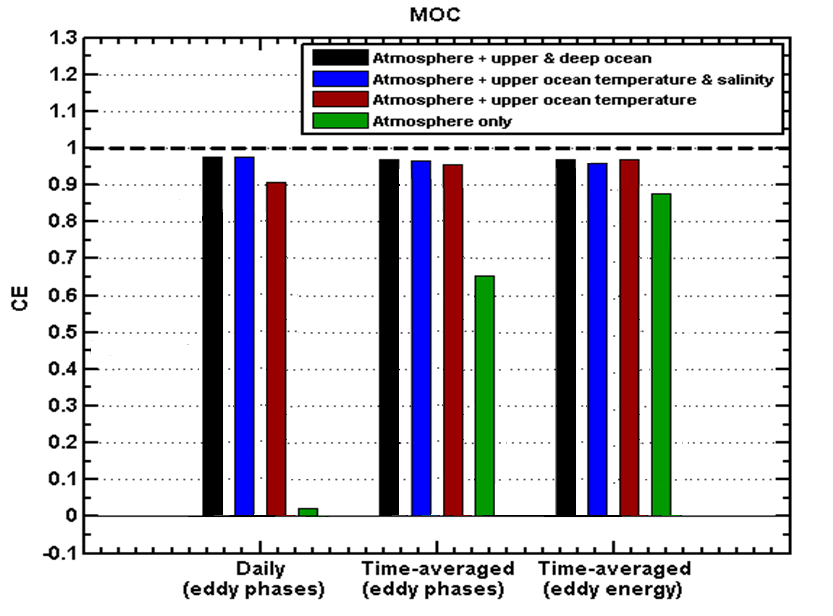 MOC
1.3
1.2
1.1
1
0.9
0.8
0.7
0.6
0.5
0.4
0.3
0.2
0.1
0
-0.1
CE
Atmosphere + upper & deep ocean
Atmosphere + upper ocean temperature & salinity
Atmosphere + upper ocean temperature
Atmosphere only
Daily
(eddy phases)
Time-averaged
(eddy phases)
Time-averaged
(eddy energy)